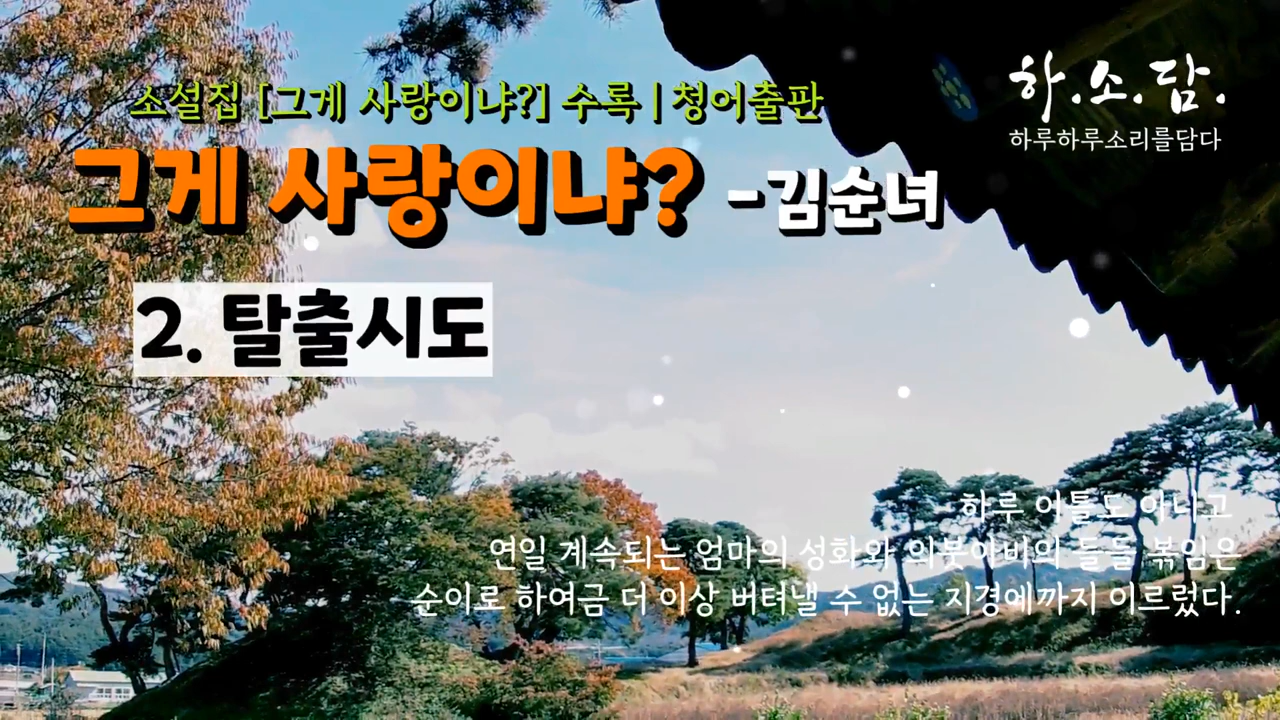 소설집 [그게 사랑이냐?] 수록 | 청어출판
그게 사랑이냐? -김순녀
하.소.담.
하루하루소리를담다
2. 탈출시도
하루 이틀도 아니고
연일 계속되는 엄마의 성화와 의붓아비의 들들 볶임은
순이로 하여금 더 이상 버텨낼 수 없는 지경에까지 이르렀다.